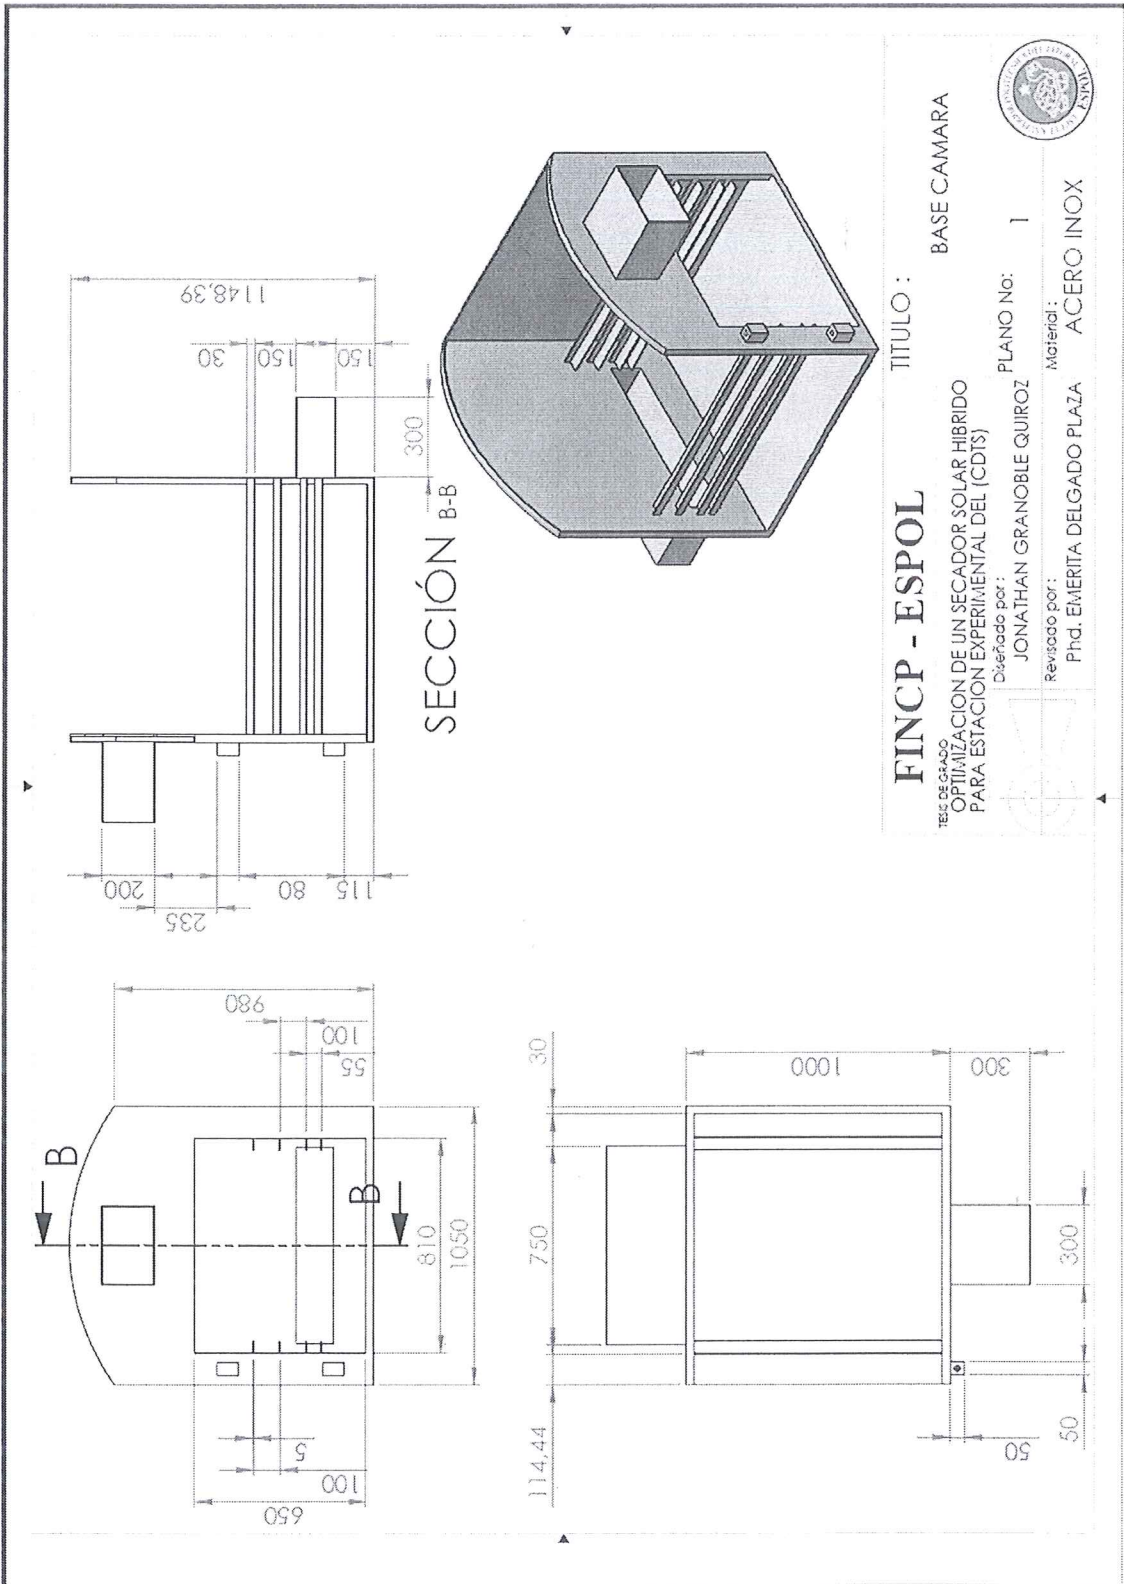 1148,39
30
150
150
150
300
SECCIÓN B-B
200
235
80
115
B
B
980
100
55
810
1050
5
100
650
30
1000
300
750
300
114,44
50
50
FINCP - ESPOL
TESIS DE GRADO
OPTIMIZACION DE UN SECADOR SOLAR HIBRIDO
PARA ESTACION EXPERIMENTAL DEL (CDTS)
TITULO :
BASE CAMARA
Diseñado por :
JONATHAN GRANOBLE QUIROZ
PLANO No:
1
Revisado por :
Phd. EMERITA DELGADO PLAZA
Material :
ACERO INOX
ESPOL